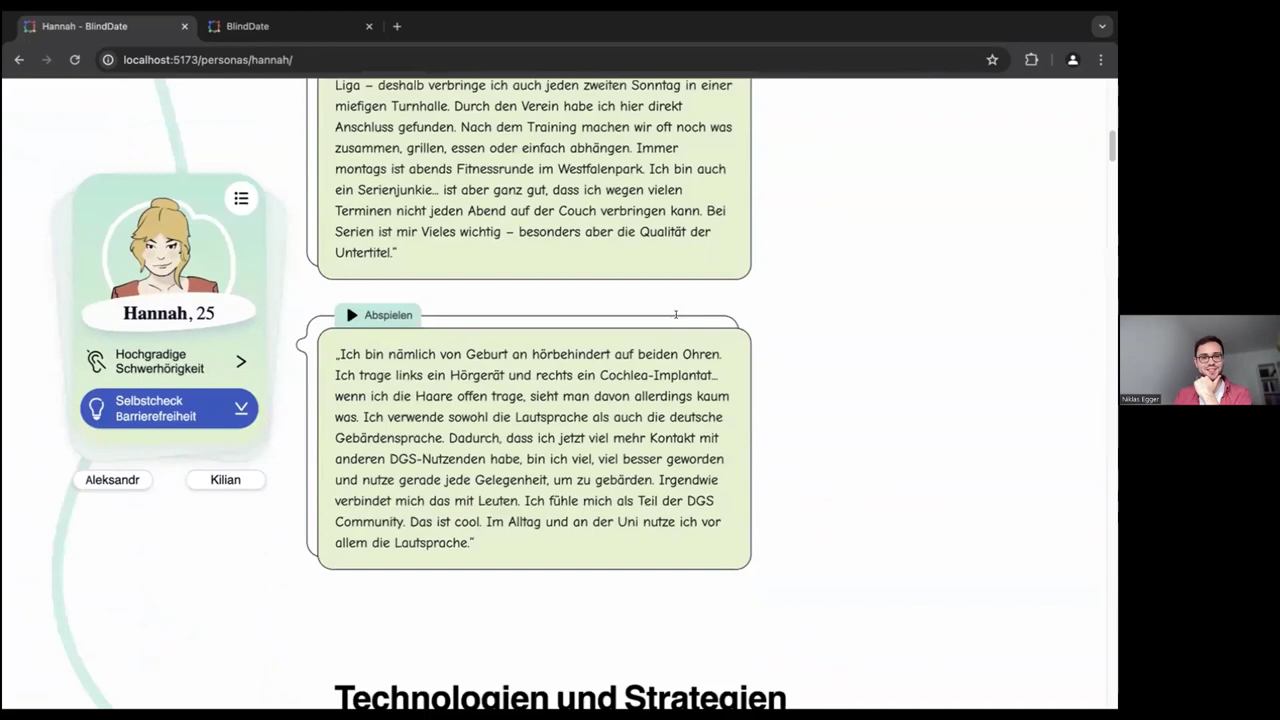 Hannah - BlindDate
BlindDate
localhost:5173/personas/hannah/
Liga – deshalb verbringe ich auch jeden zweiten Sonntag in einer
miefigen Turnhalle. Durch den Verein habe ich hier direkt
Anschluss gefunden. Nach dem Training machen wir oft noch was
zusammen, grillen, essen oder einfach abhängen. Immer
montags ist abends Fitnessrunde im Westfalenpark. Ich bin auch
ein Serienjunkie… ist aber ganz gut, dass ich wegen vielen
Terminen nicht jeden Abend auf der Couch verbringen kann. Bei
Serien ist mir Vieles wichtig – besonders aber die Qualität der
Untertitel.“
Hannah, 25
Hochgradige
Schwerhörigkeit
Selbstcheck
Barrierefreiheit
Aleksandr
Kilian
Abspielen
„Ich bin nämlich von Geburt an hörbehindert auf beiden Ohren.
Ich trage links ein Hörgerät und rechts ein Cochlea-Implantat…
wenn ich die Haare offen trage, sieht man davon allerdings kaum
was. Ich verwende sowohl die Lautsprache als auch die deutsche
Gebärdensprache. Dadurch, dass ich jetzt viel mehr Kontakt mit
anderen DGS-Nutzenden habe, bin ich viel, viel besser geworden
und nutze gerade jede Gelegenheit, um zu gebärden. Irgendwie
verbindet mich das mit Leuten. Ich fühle mich als Teil der DGS
Community. Das ist cool. Im Alltag und an der Uni nutze ich vor
allem die Lautsprache.“
Technologien und Strategien
Niklas Egger